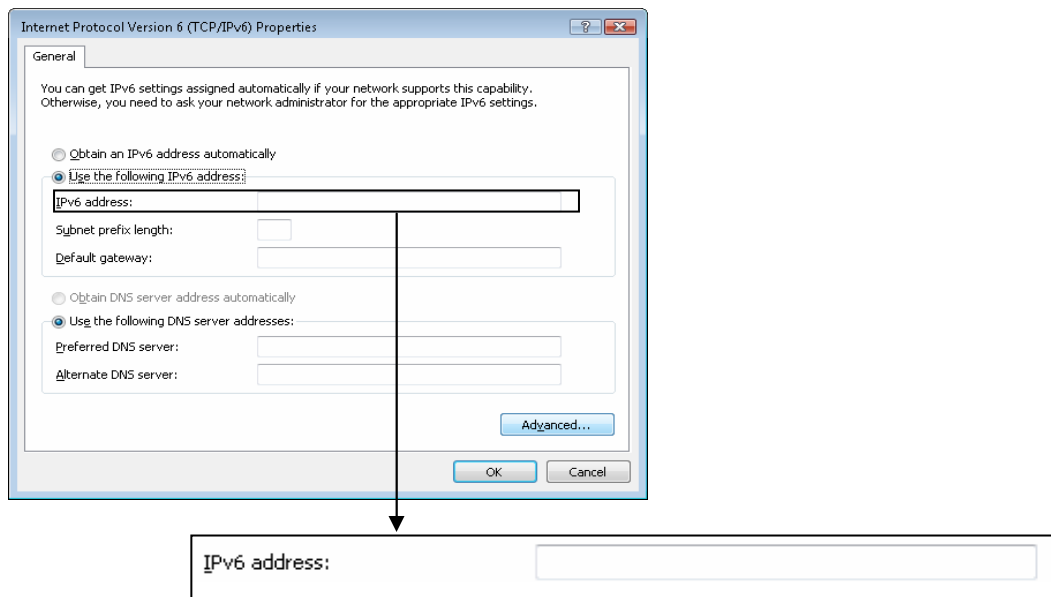 Internet Protocol Version 6 (TCP/IPv6) Properties
General
You can get IPv6 settings assigned automatically if your network supports this capability.
Otherwise, you need to ask your network administrator for the appropriate IPv6 settings.
Obtain an IPv6 address automatically
Use the following IPv6 address:
IPv6 address:
Subnet prefix length:
Default gateway:
Obtain DNS server address automatically
Use the following DNS server addresses:
Preferred DNS server:
Alternate DNS server:
Advanced...
OK Cancel
IPv6 address: